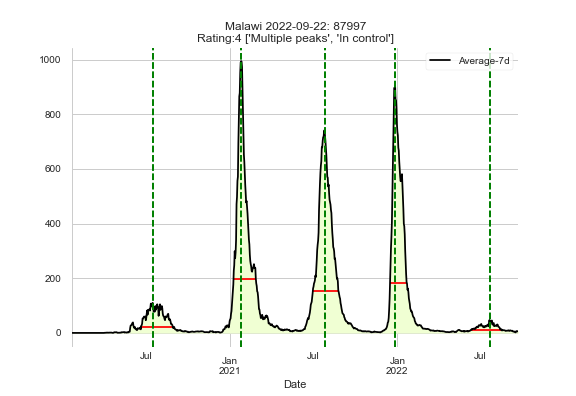 Malawi 2022-09-22: 87997
Rating:4 ['Multiple peaks', 'In control']
Average-7d
1000
800
600
400
200
0
Jul
Jan
2021
Jul
Jan
2022
Jul
Date